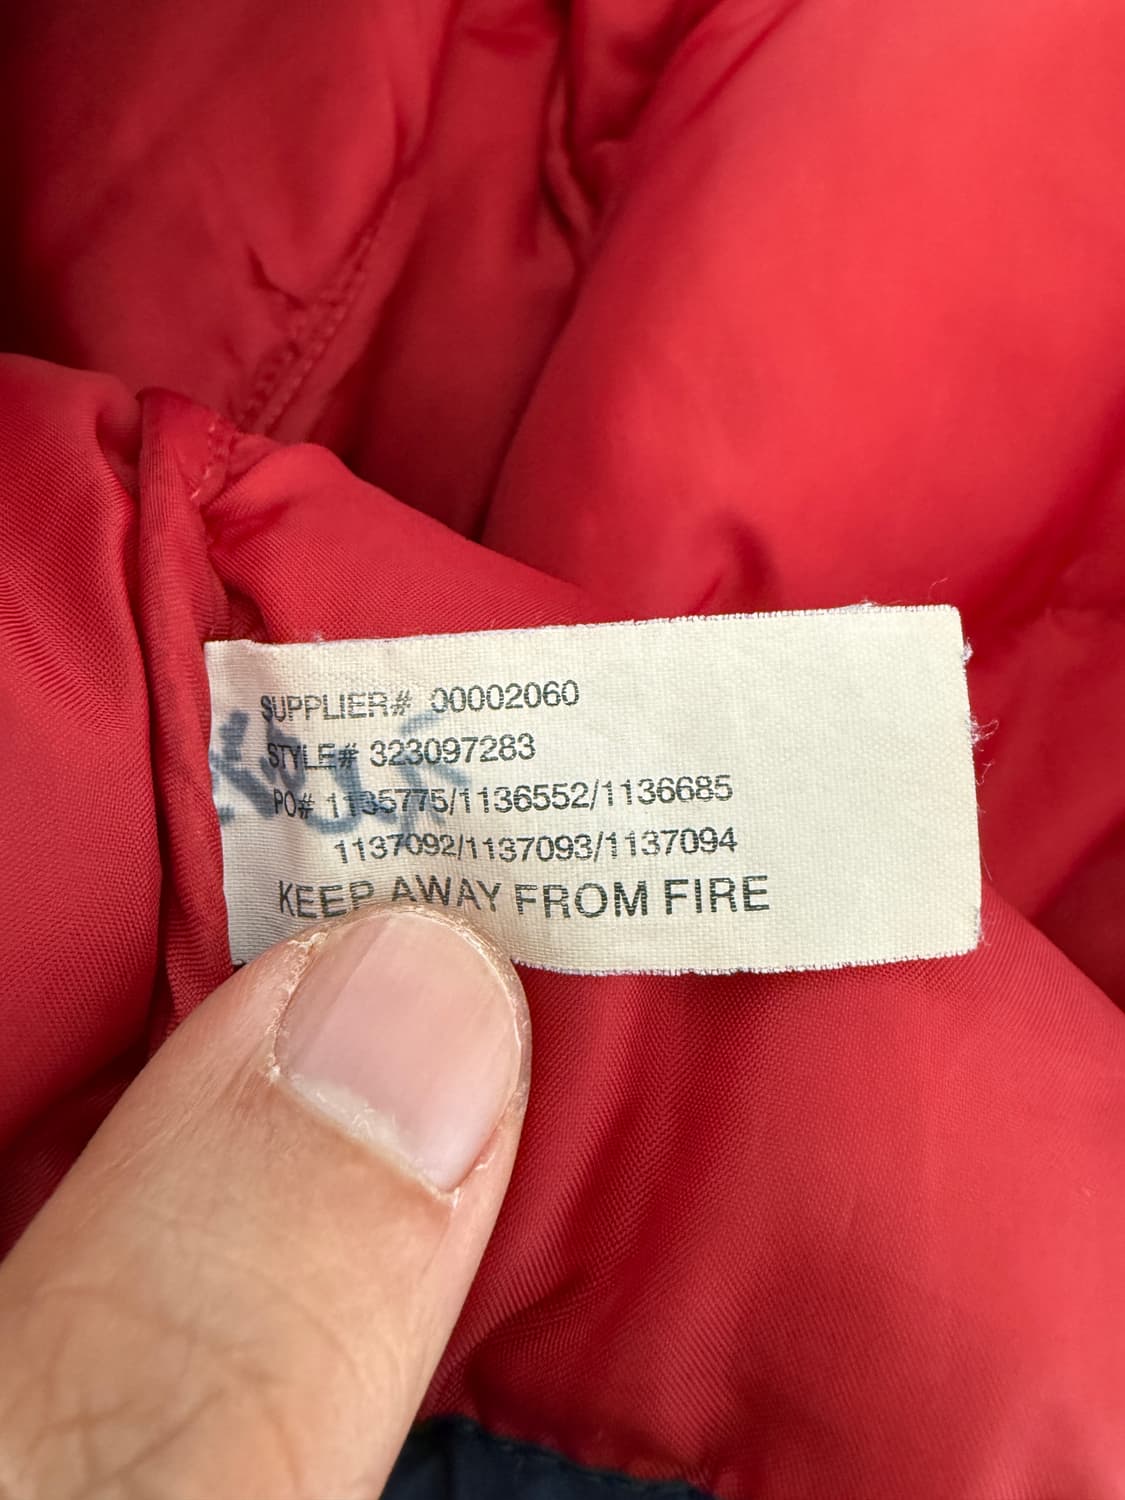 SUPPLIER# 00002060
STYLE# 323097283
PO# 1135775/1136552/1136685
1137092/1137093/1137094
KEEP AWAY FROM FIRE